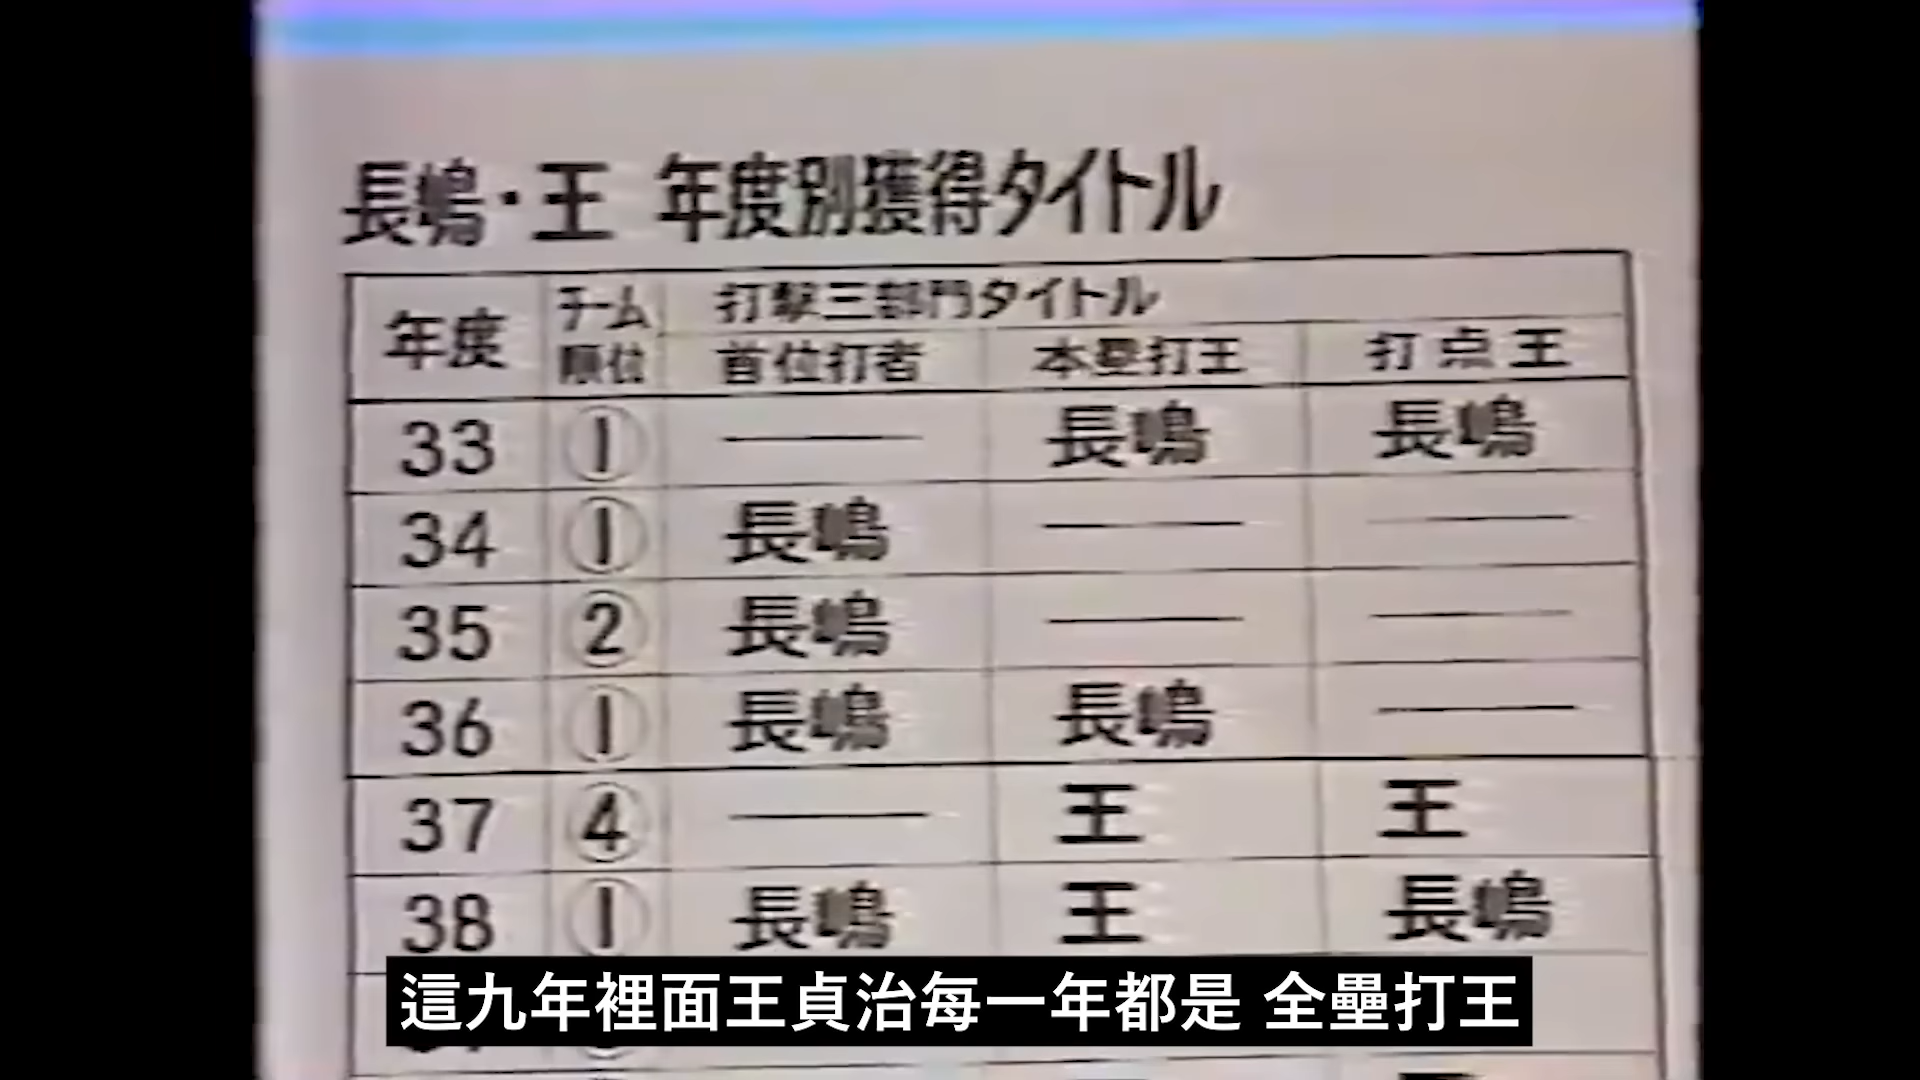 長嶋・王 年度別獲得タイトル
年度 チーム順位 打撃三部門タイトル
首位打者 本塁打王 打点王
33 ① ― 長嶋 長嶋
34 ① 長嶋 ― ―
35 ② 長嶋 ― ―
36 ① 長嶋 長嶋 ―
37 ④ ― 王 王
38 ① 長嶋 王 長嶋
這九年裡面王貞治每一年都是 全壘打王